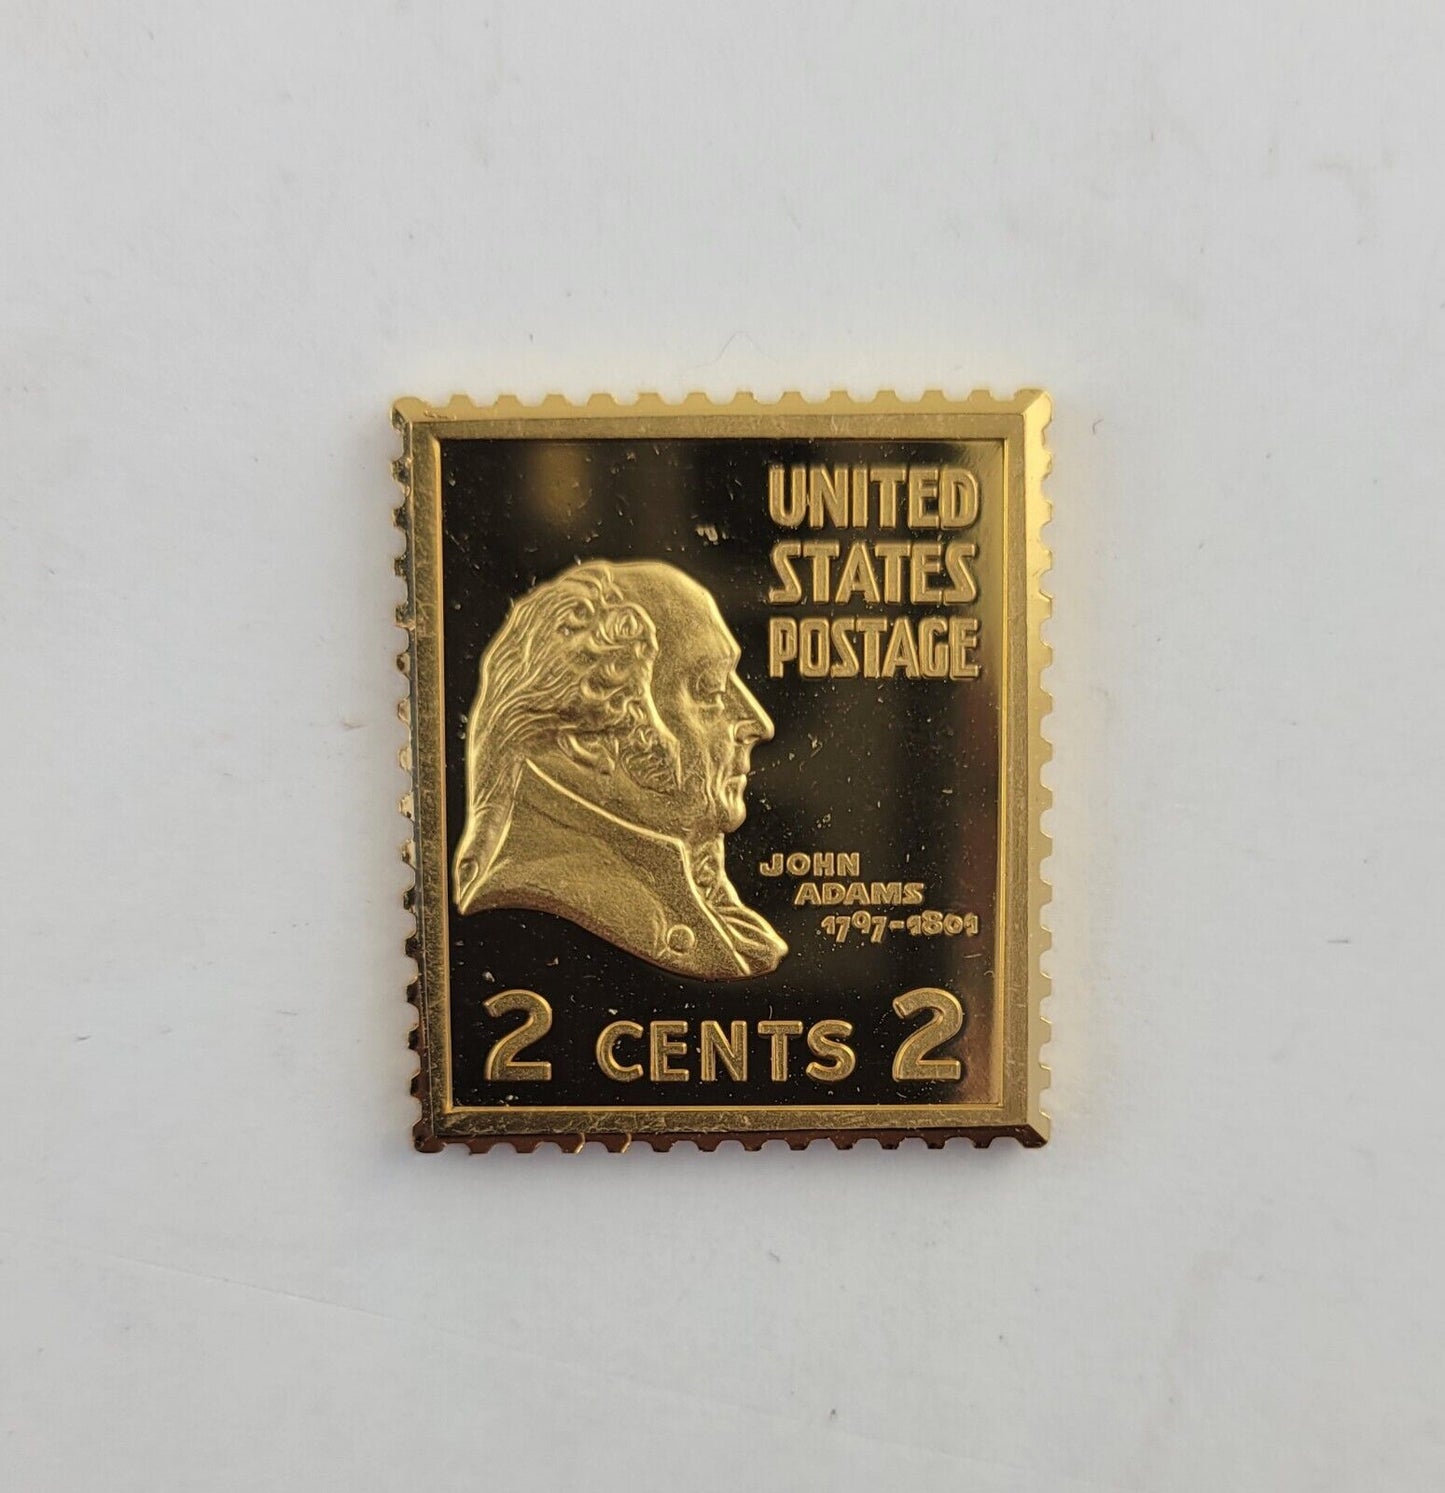 UNITED
STATES
POSTAGE
JOHN
ADAMS
1797-1801
2 CENTS 2